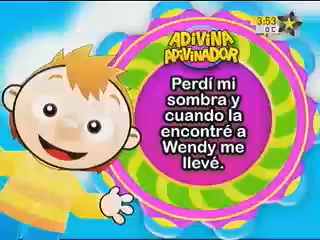 3:53
°C
ADIVINA
ADIVINADOR
Perdí mi
sombra y
cuando la
encontré a
Wendy me
llevé.